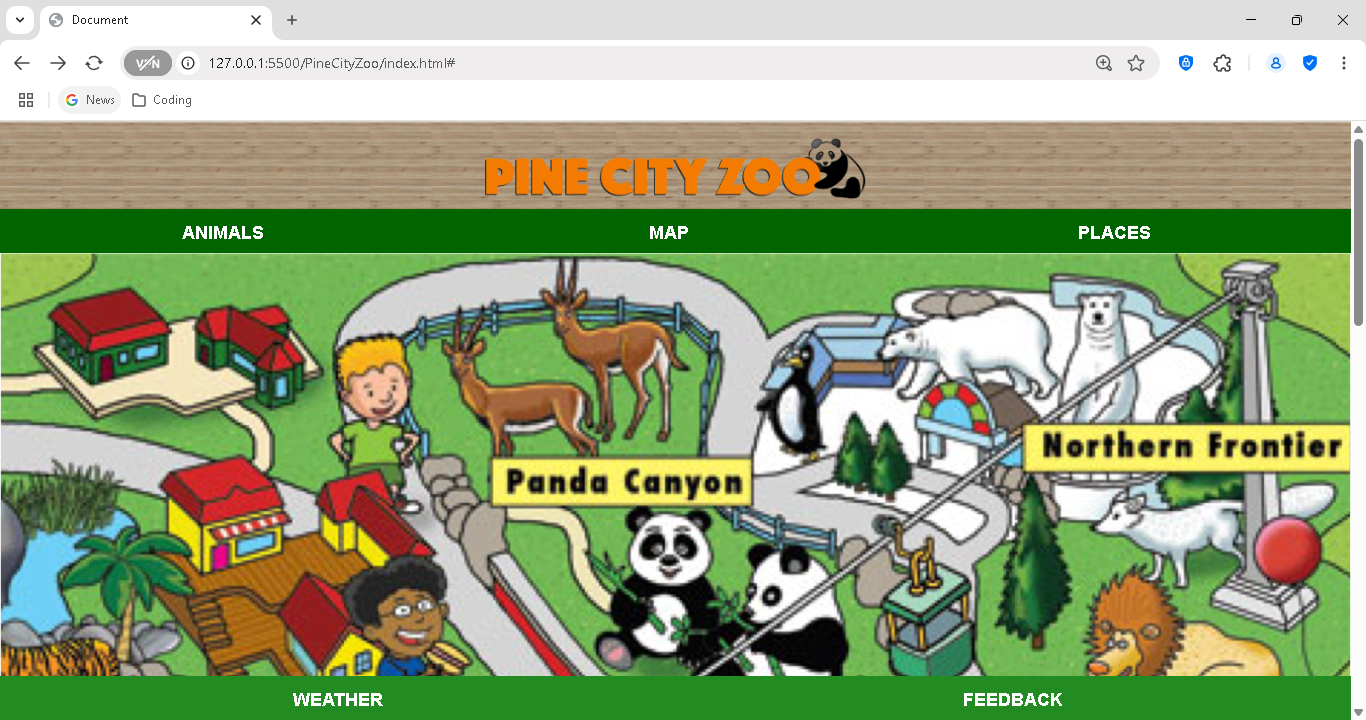 Document
VPN
127.0.0.1:5500/PineCityZoo/index.html#
News
Coding
PINE CITY ZOO
ANIMALS MAP PLACES
Northern Frontier
Panda Canyon
WEATHER FEEDBACK